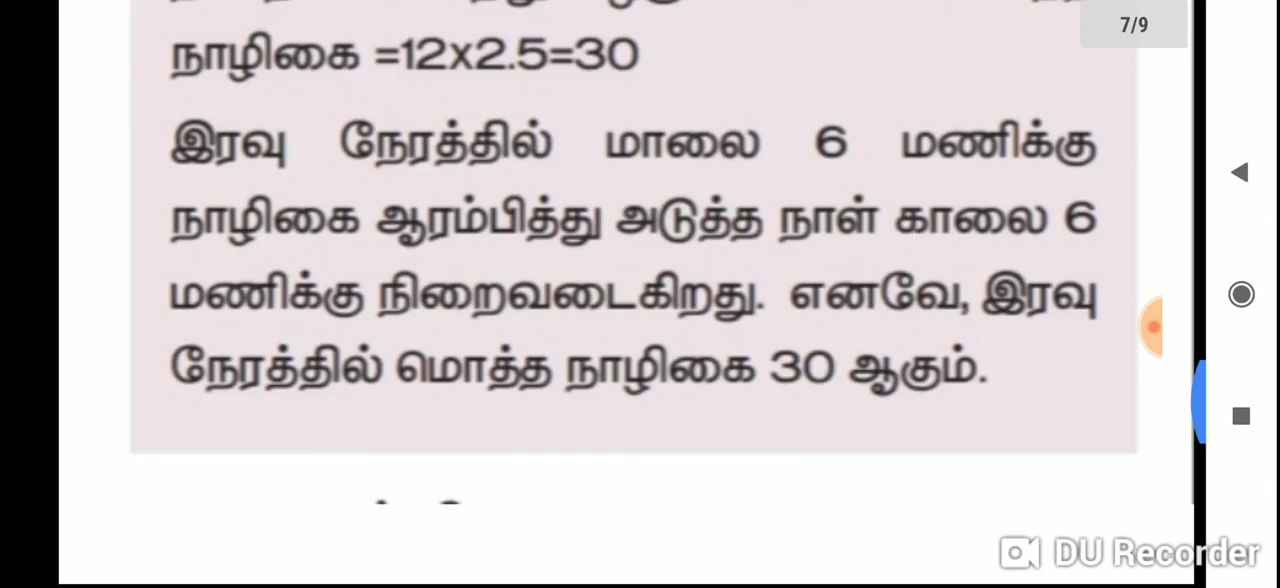 7/9
நாழிகை =12x2.5=30
இரவு நேரத்தில் மாலை 6 மணிக்கு
நாழிகை ஆரம்பித்து அடுத்த நாள் காலை 6
மணிக்கு நிறைவடைகிறது. எனவே, இரவு
நேரத்தில் மொத்த நாழிகை 30 ஆகும்.
DU Recorder